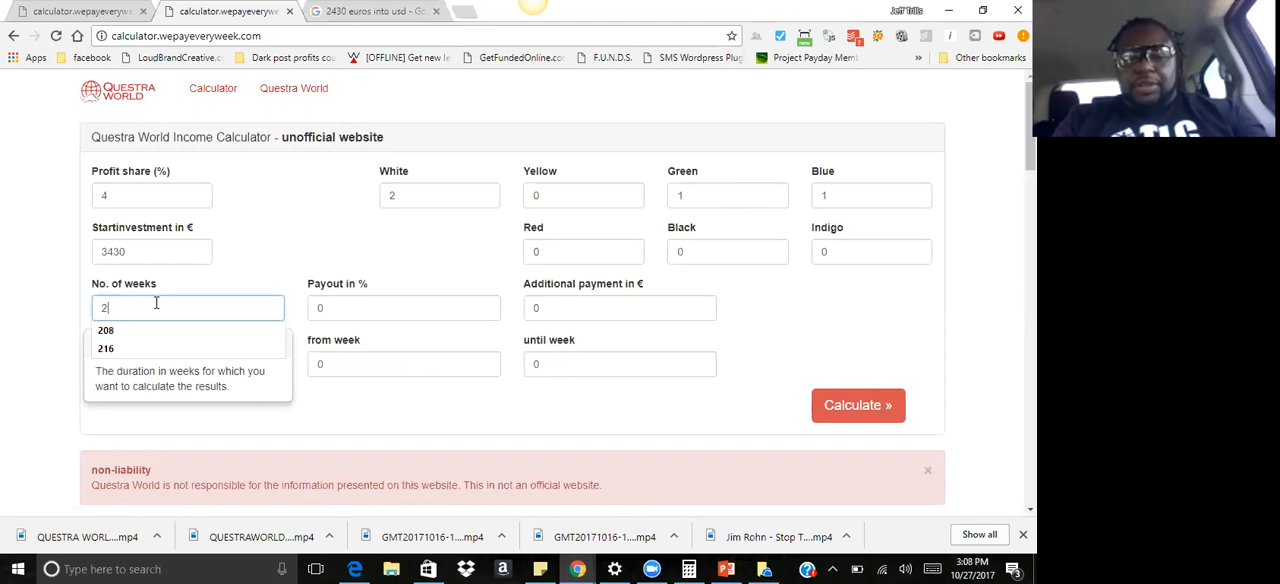 calculator.wepayeveryw
calculator.wepayeveryw
2430 euros into usd - Go
Jeff Trills
calculator.wepayeveryweek.com
Apps
facebook
LoudBrandCreative.c
Dark post profits cou
[OFFLINE] Get new le
GetFundedOnline.co
F.U.N.D.S.
SMS Wordpress Plug
Project Payday Mem
»
Other bookmarks
QUESTRA
WORLD
Calculator
Questra World
Questra World Income Calculator - unofficial website
Profit share (%)
White
Yellow
Green
Blue
4
2
0
1
1
Startinvestment in €
Red
Black
Indigo
3430
0
0
0
No. of weeks
Payout in %
Additional payment in €
2
0
0
208
216
from week
until week
The duration in weeks for which you
want to calculate the results.
0
0
Calculate »
non-liability
Questra World is not responsible for the information presented on this website. This in not an official website.
QUESTRA WORL....mp4
QUESTRAWORLD....mp4
GMT20171016-1....mp4
GMT20171016-1....mp4
Jim Rohn - Stop T....mp4
Show all
Type here to search
3:08 PM
10/27/2017